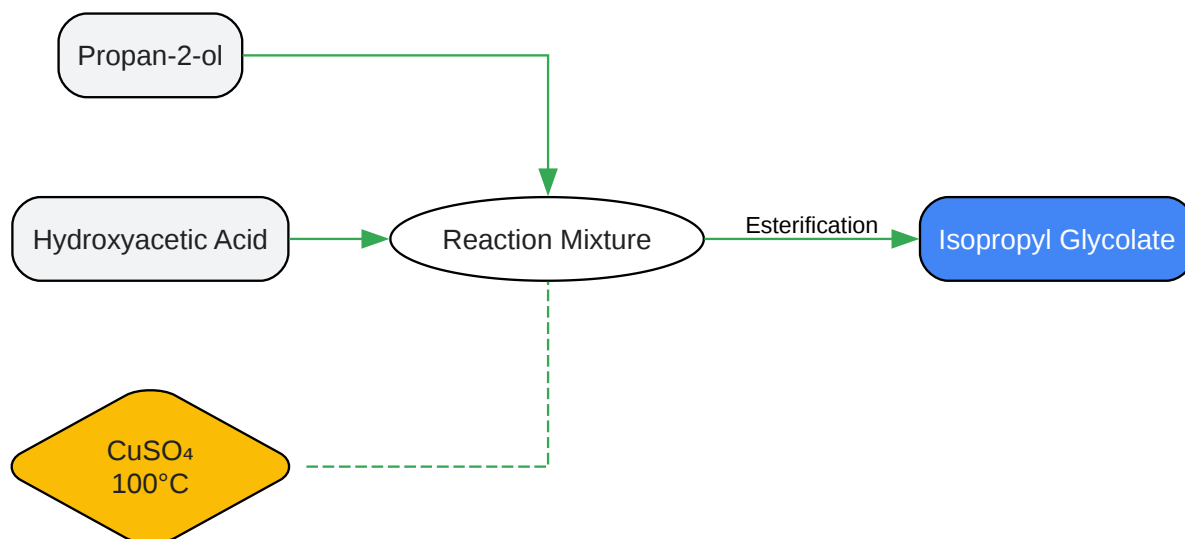 Propan-2-ol
Hydroxyacetic Acid
Reaction Mixture
Esterification
Isopropyl Glycolate
CuSO₄
100°C